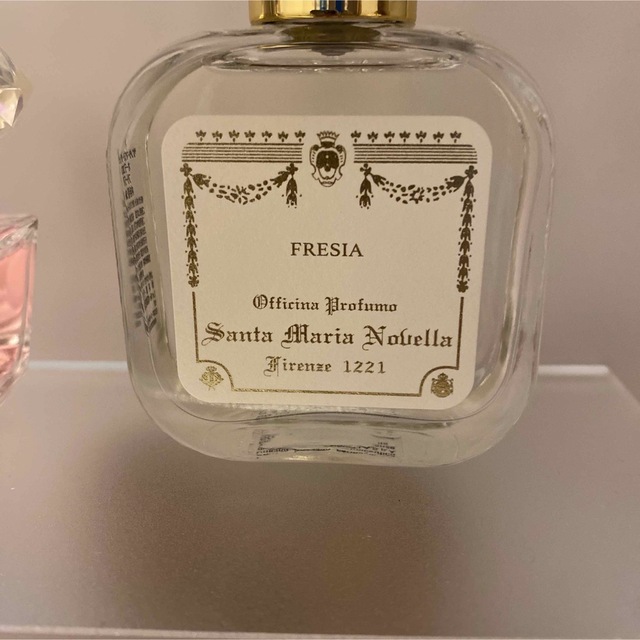 FRESIA
Officina Profumo
Santa Maria Novella
Firenze 1221